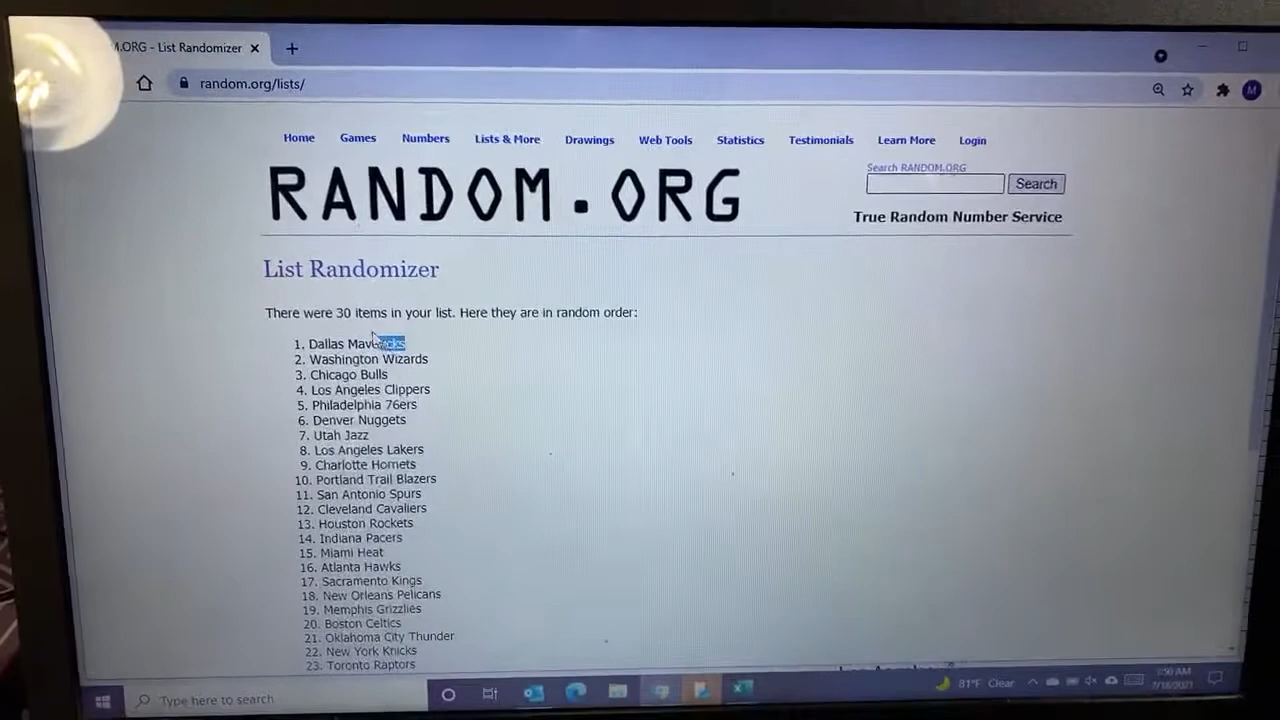 M.ORG - List Randomizer
random.org/lists/
M
Home Games Numbers Lists & More Drawings Web Tools Statistics Testimonials Learn More Login
Search RANDOM.ORG
RANDOM.ORG
Search
True Random Number Service
List Randomizer
There were 30 items in your list. Here they are in random order:
1. Dallas Mavericks
2. Washington Wizards
3. Chicago Bulls
4. Los Angeles Clippers
5. Philadelphia 76ers
6. Denver Nuggets
7. Utah Jazz
8. Los Angeles Lakers
9. Charlotte Hornets
10. Portland Trail Blazers
11. San Antonio Spurs
12. Cleveland Cavaliers
13. Houston Rockets
14. Indiana Pacers
15. Miami Heat
16. Atlanta Hawks
17. Sacramento Kings
18. New Orleans Pelicans
19. Memphis Grizzlies
20. Boston Celtics
21. Oklahoma City Thunder
22. New York Knicks
23. Toronto Raptors
Type here to search
81°F Clear
7/18/2021